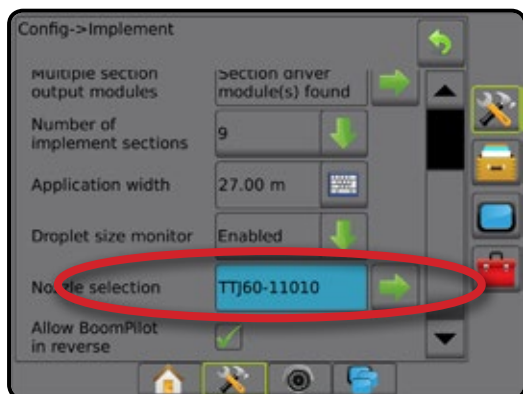 Config->Implement
Multiple section
output modules
Section driver
module(s) found
Number of
implement sections
9
Application width
27.00 m
Droplet size monitor
Enabled
Nozzle selection
TTJ60-11010
Allow BoomPilot
in reverse